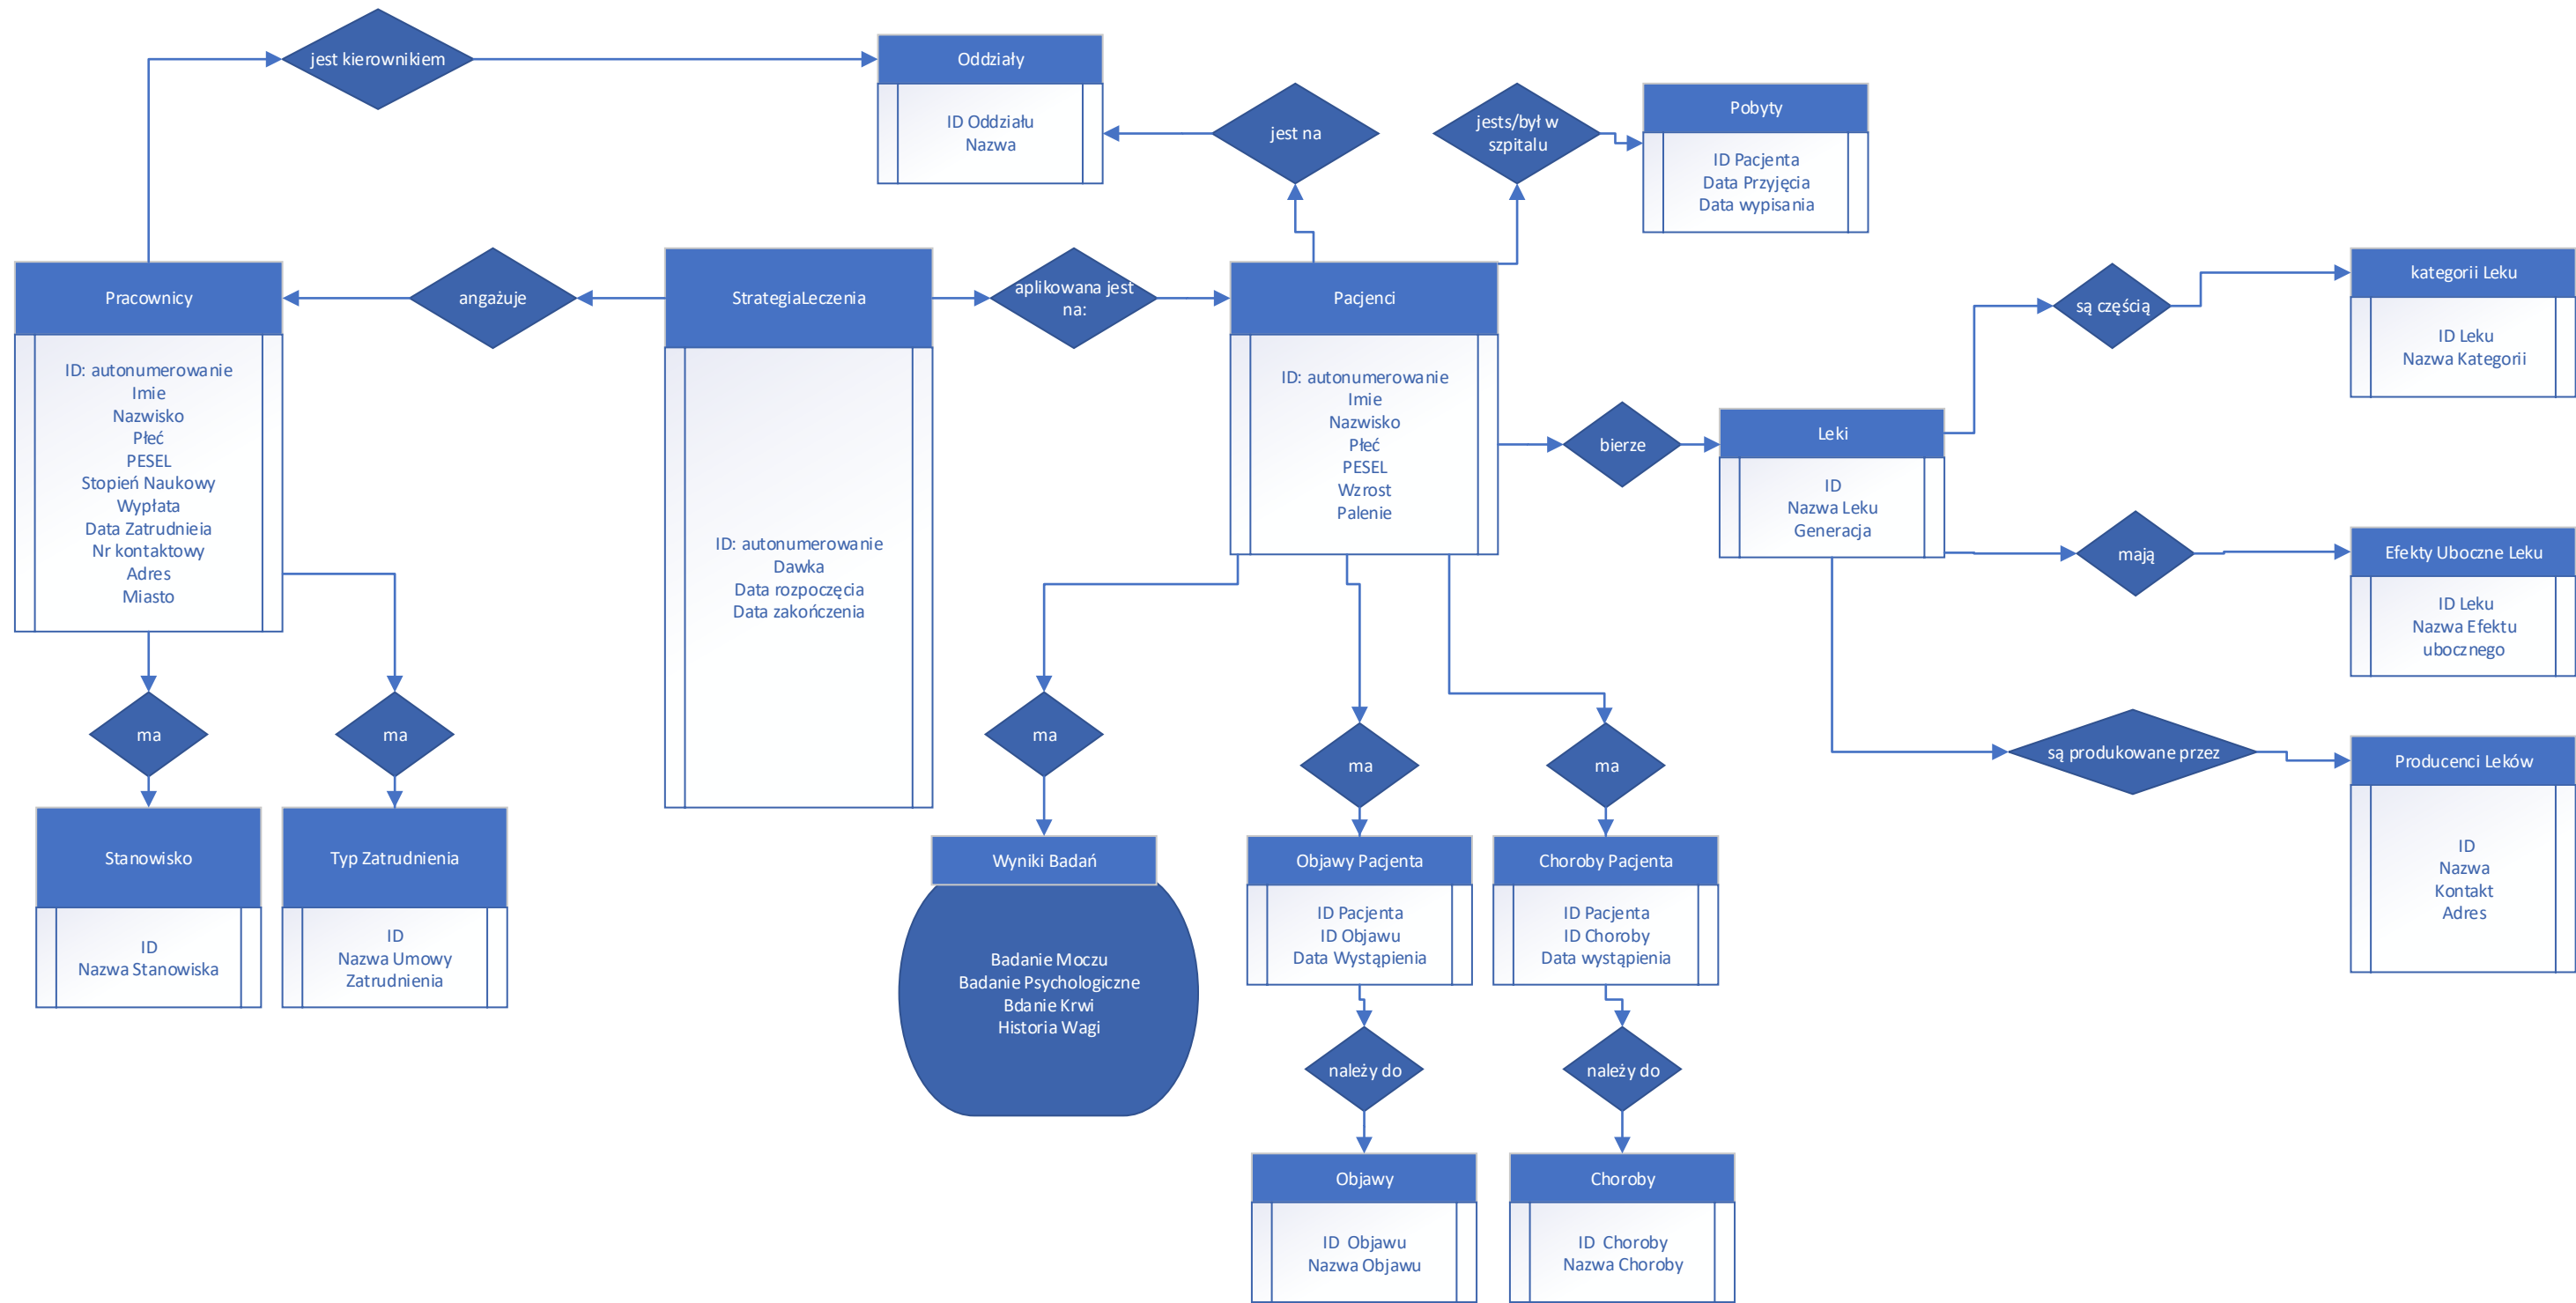 jest kierownikiem
Oddziały
ID Oddziału
Nazwa
jest na
jests/był w
szpitalu
Pobyty
ID Pacjenta
Data Przyjęcia
Data wypisania
Pracownicy
ID: autonumerowanie
Imie
Nazwisko
Płeć
PESEL
Stopień Naukowy
Wypłata
Data Zatrudnieia
Nr kontaktowy
Adres
Miasto
angażuje
StrategiaLeczenia
ID: autonumerowanie
Dawka
Data rozpoczęcia
Data zakończenia
aplikowana jest
na:
Pacjenci
ID: autonumerowanie
Imie
Nazwisko
Płeć
PESEL
Wzrost
Palenie
bierze
Leki
ID
Nazwa Leku
Generacja
są częścią
kategorii Leku
ID Leku
Nazwa Kategorii
mają
Efekty Uboczne Leku
ID Leku
Nazwa Efektu
ubocznego
są produkowane przez
Producenci Leków
ID
Nazwa
Kontakt
Adres
ma
ma
ma
ma
ma
Stanowisko
ID
Nazwa Stanowiska
Typ Zatrudnienia
ID
Nazwa Umowy
Zatrudnienia
Wyniki Badań
Badanie Moczu
Badanie Psychologiczne
Bdanie Krwi
Historia Wagi
Objawy Pacjenta
ID Pacjenta
ID Objawu
Data Wystąpienia
Choroby Pacjenta
ID Pacjenta
ID Choroby
Data wystąpienia
należy do
należy do
Objawy
ID Objawu
Nazwa Objawu
Choroby
ID Choroby
Nazwa Choroby